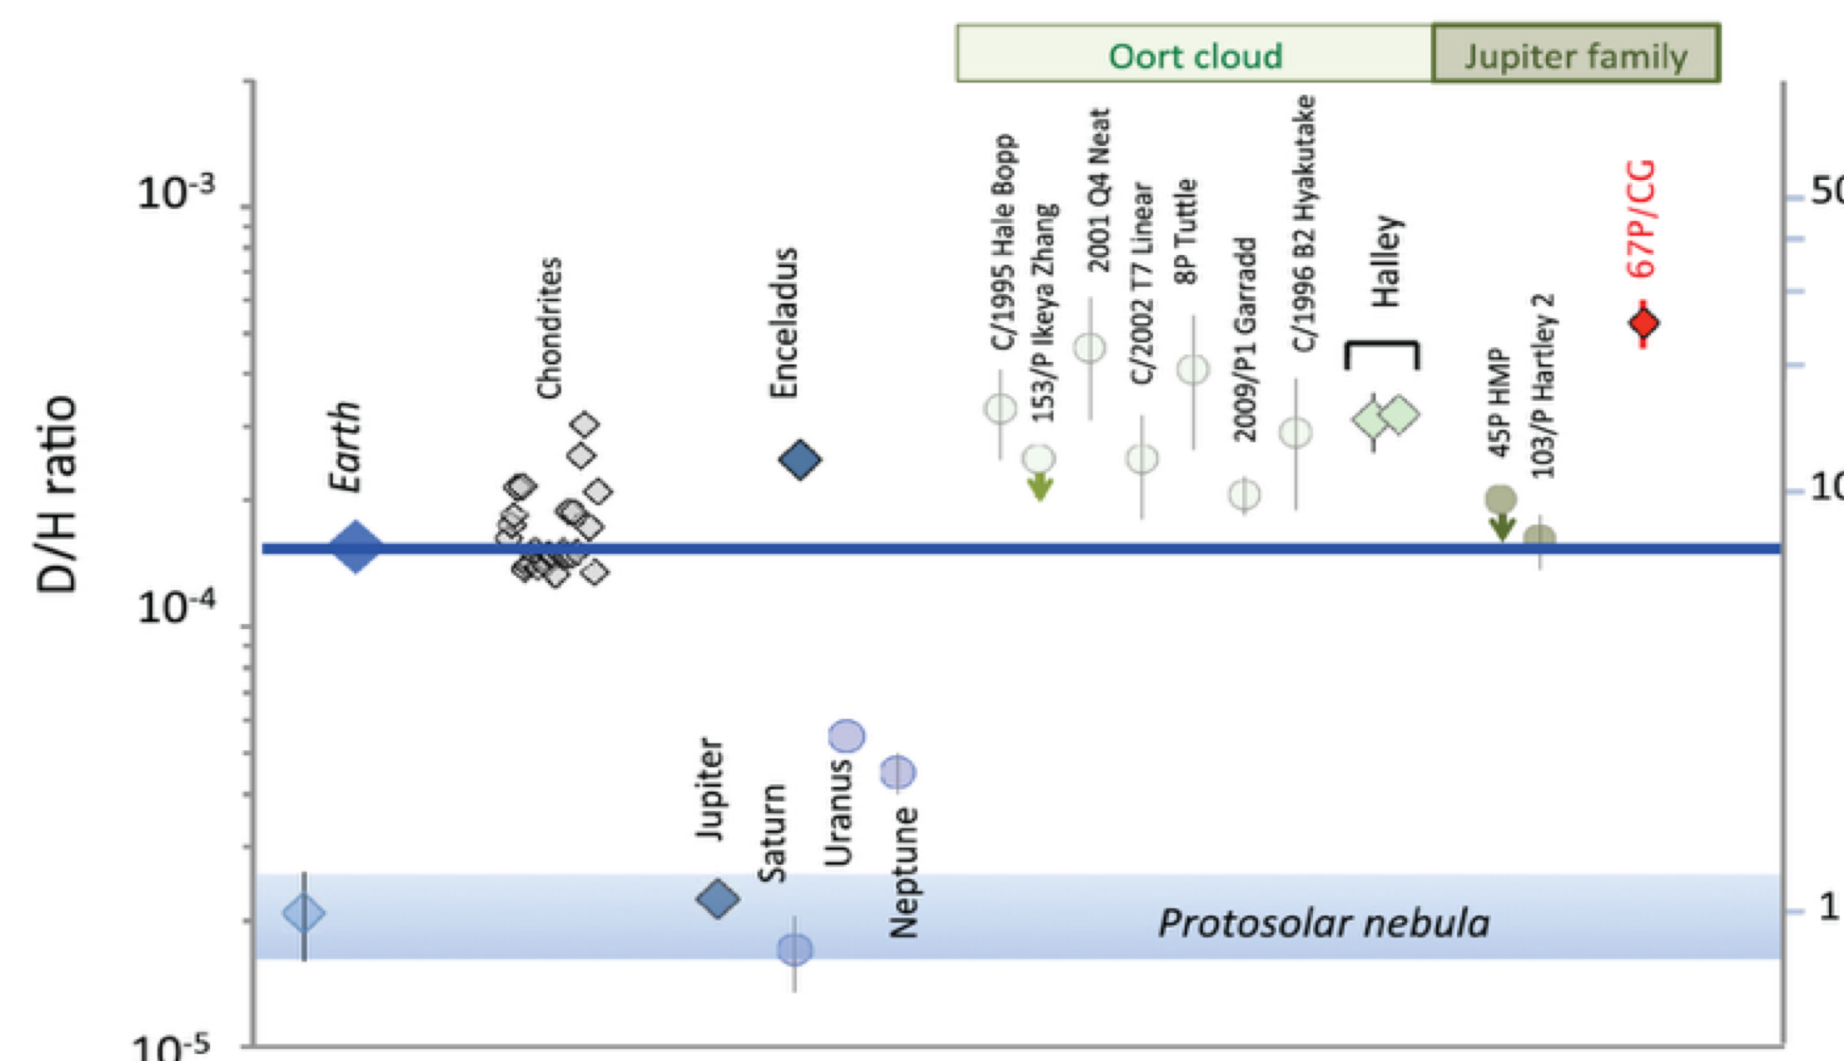 Oort cloud
Jupiter family
D/H ratio
10-3
10-4
10-5
Earth
Chondrites
Enceladus
C/1995 Hale Bopp
153/P Ikeya Zhang
2001 Q4 Neat
C/2002 T7 Linear
8P Tuttle
2009/P1 Garradd
C/1996 B2 Hyakutake
Halley
45P HMP
103/P Hartley 2
67P/CG
Jupiter
Saturn
Uranus
Neptune
Protosolar nebula
50
10
1